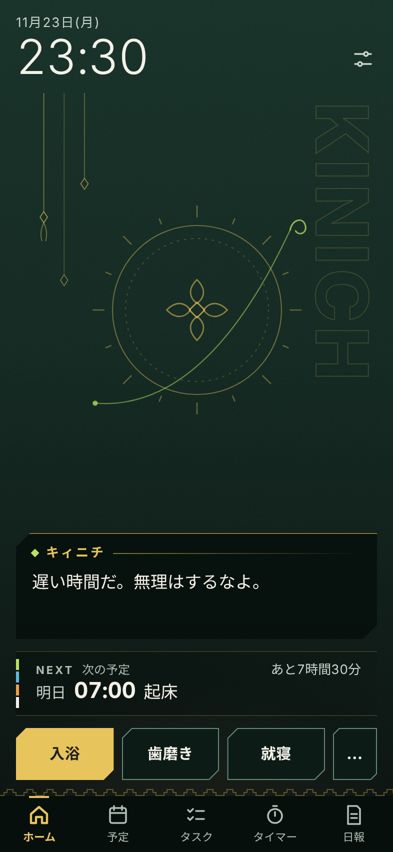 11月23日(月)
23:30
KINICH
キィニチ
遅い時間だ。無理はするなよ。
NEXT 次の予定 あと7時間30分
明日 07:00 起床
入浴 歯磨き 就寝 …
ホーム 予定 タスク タイマー 日報